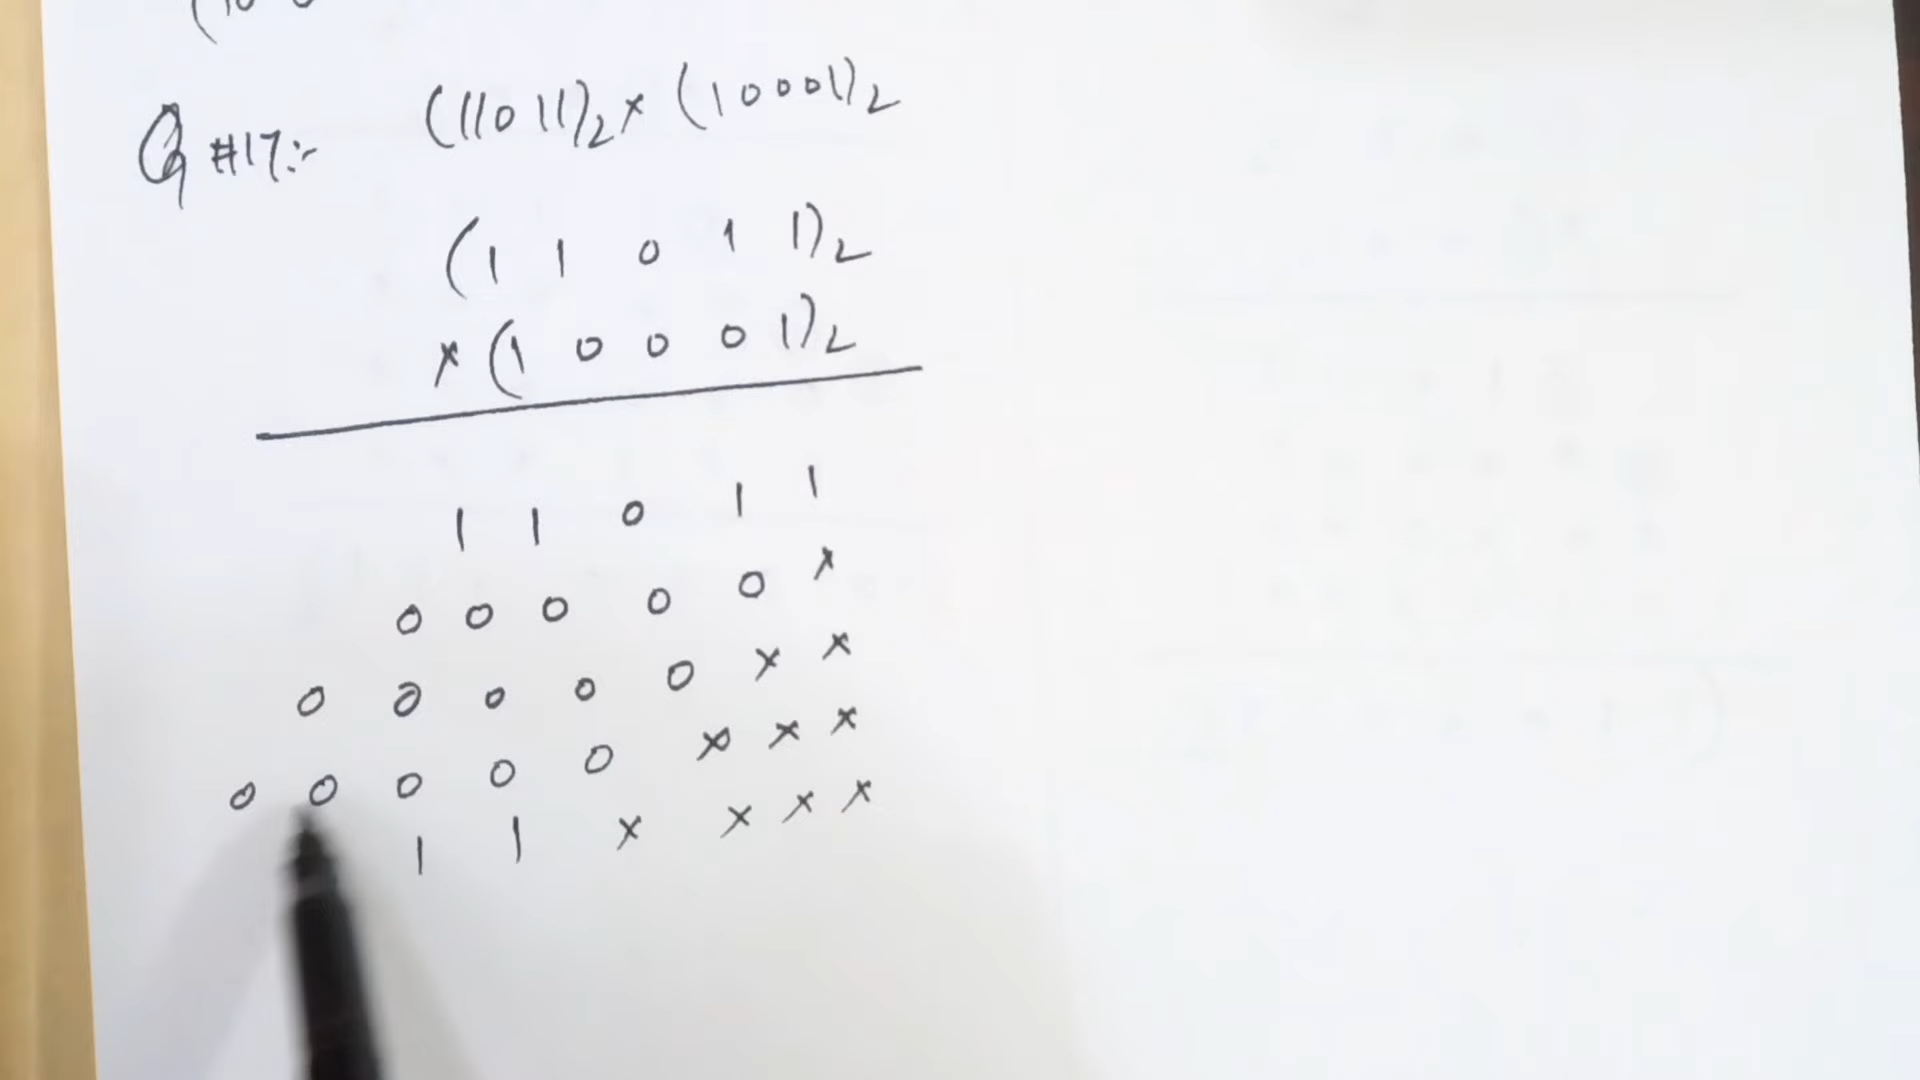 (10 0
Q #17:- (11011)2 × (10001)2
(1 1 0 1 1)2
× (1 0 0 0 1)2
1 1 0 1 1
0 0 0 0 0 ×
0 0 0 0 0 × ×
0 0 0 0 0 × × ×
1 1 × × × ×